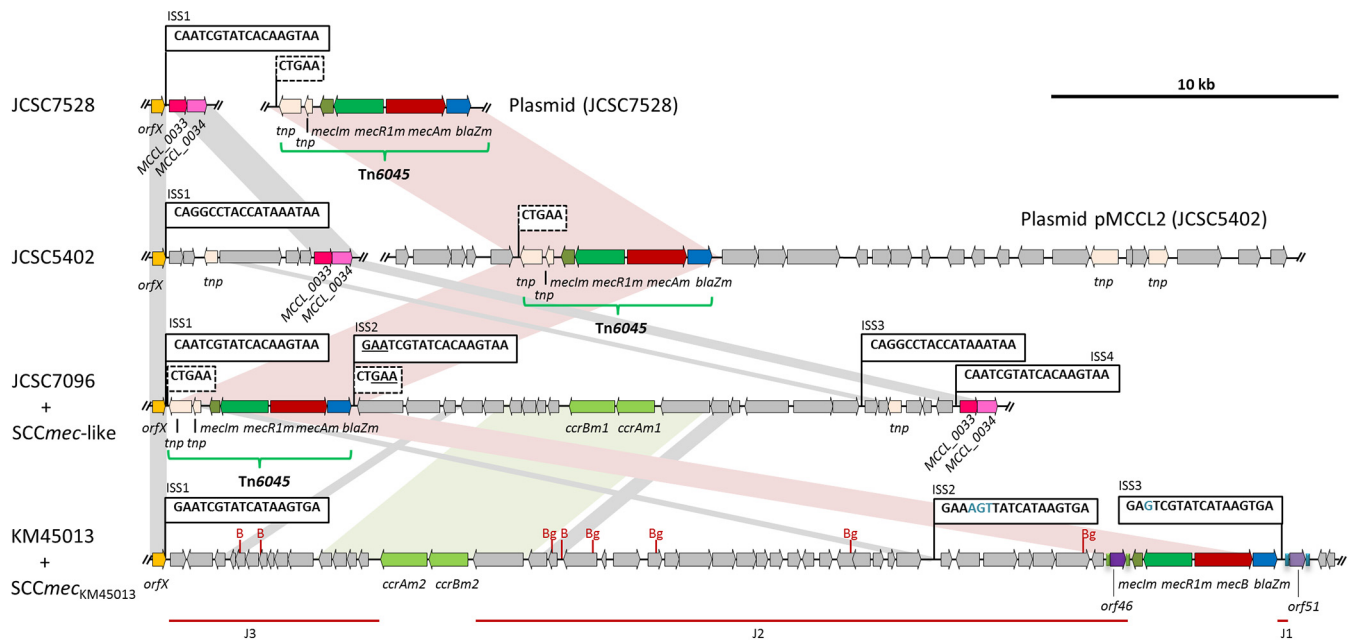 ISS1
CAATCGTATCACAAGTAA
CTGAA
10 kb
JCSC7528
Plasmid (JCSC7528)
orfX
MCCL_0033
MCCL_0034
tnp
tnp
mecIm mecR1m mecAm blaZm
Tn6045
ISS1
CAGGCCTACCATAAATAA
CTGAA
Plasmid pMCCL2 (JCSC5402)
JCSC5402
orfX
tnp
MCCL_0033
MCCL_0034
tnp
tnp
mecIm mecR1m mecAm blaZm
tnp
tnp
Tn6045
ISS1
CAATCGTATCACAAGTAA
ISS2
GAATCGTATCACAAGTAA
ISS3
CAGGCCTACCATAAATAA
ISS4
CAATCGTATCACAAGTAA
CTGAA
CTGAA
JCSC7096
+
SCCmec-like
orfX
tnp
tnp
mecIm mecR1m mecAm blaZm
ccrBm1
ccrAm1
tnp
MCCL_0033
MCCL_0034
Tn6045
ISS1
GAATCGTATCATAAGTGA
ISS2
GAAAGTTATCATAAGTGA
ISS3
GAGTCGTATCATAAGTGA
B
B
Bg
B
Bg
Bg
Bg
Bg
KM45013
+
SCCmecKM45013
orfX
ccrAm2
ccrBm2
mecIm mecR1m mecB blaZm
orf46
orf51
J3
J2
J1